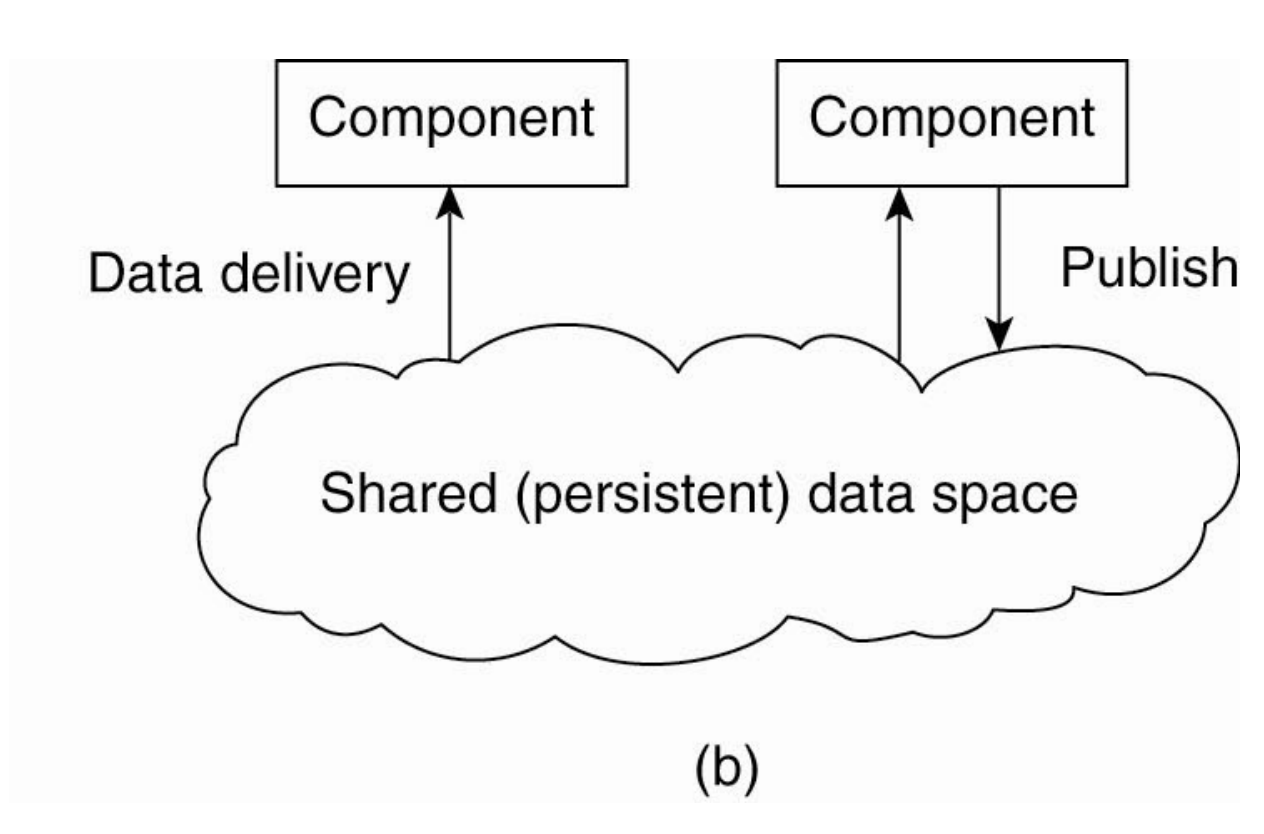 Component
Component
Data delivery
Publish
Shared (persistent) data space
(b)